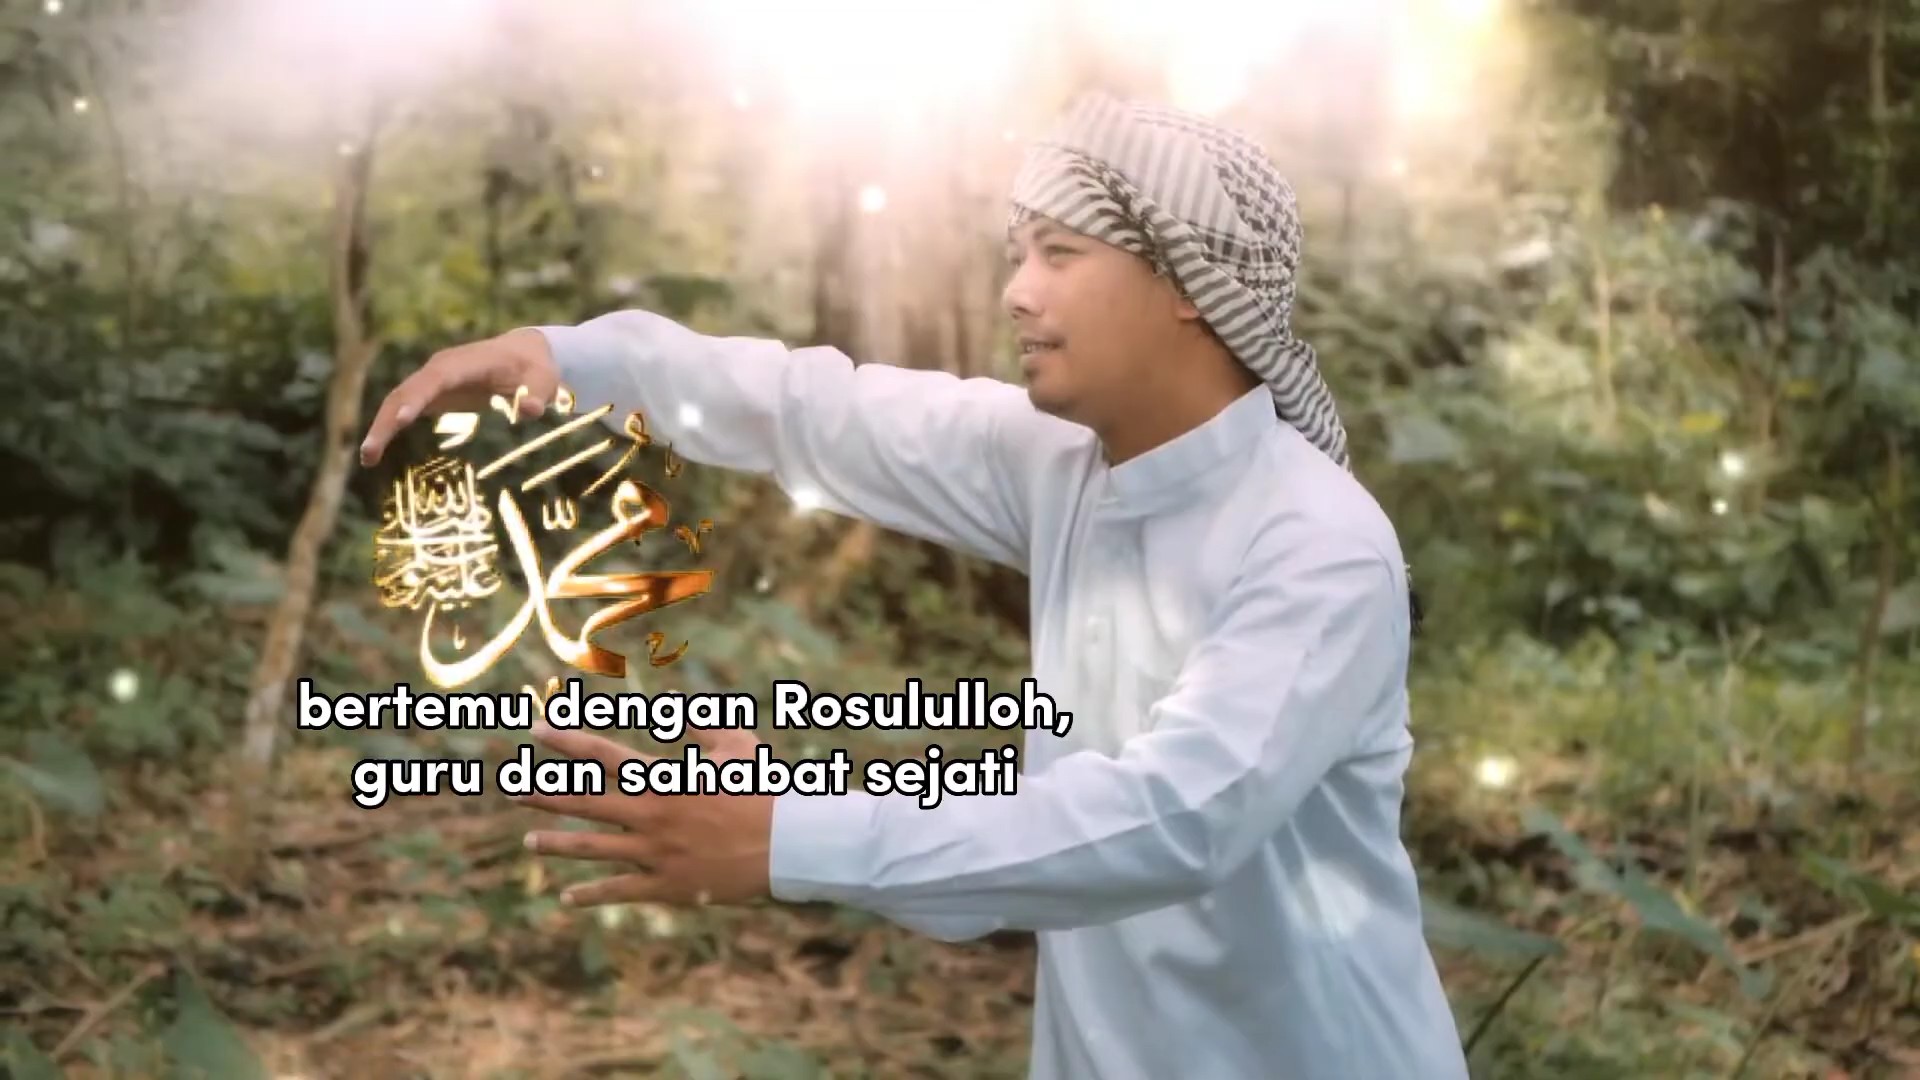 محمد
صلى الله عليه وسلم
bertemu dengan Rosululloh,
guru dan sahabat sejati